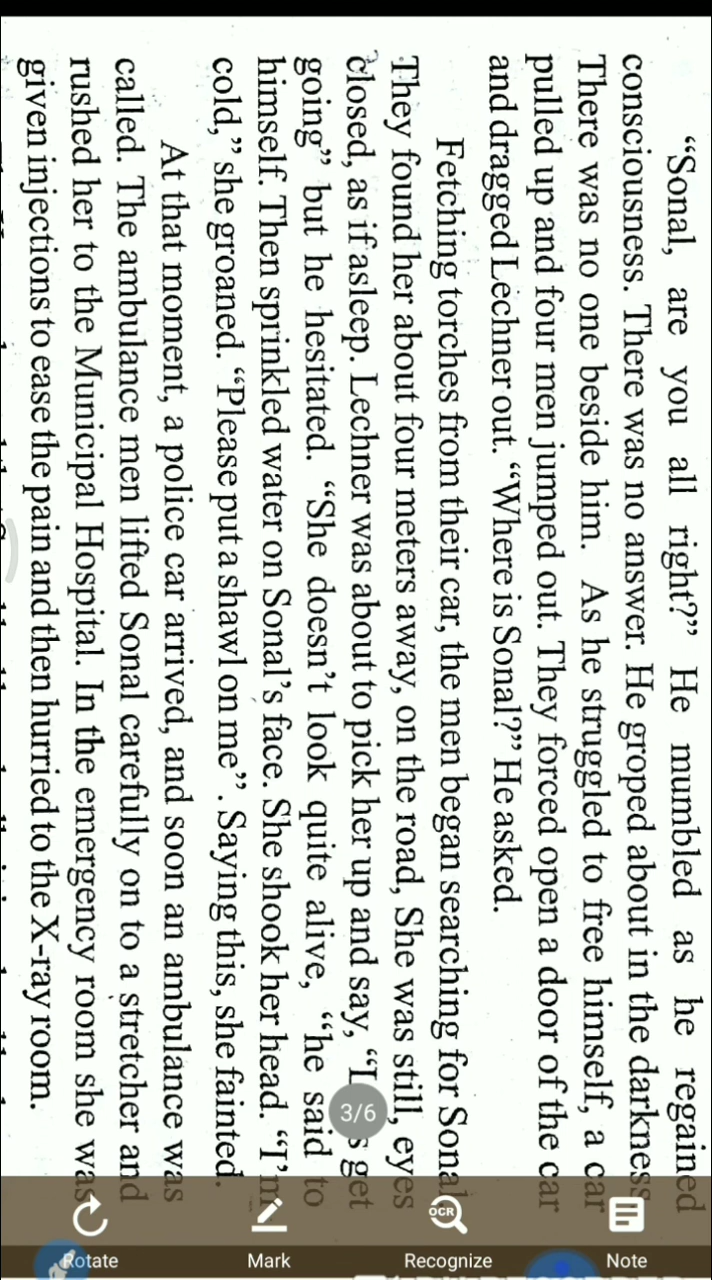 “Sonal, are you all right?” He mumbled as he regained
consciousness. There was no answer. He groped about in the darkness
There was no one beside him. As he struggled to free himself, a car
pulled up and four men jumped out. They forced open a door of the car
and dragged Lechner out. “Where is Sonal?” He asked.
Fetching torches from their car, the men began searching for Sonal
They found her about four meters away, on the road, She was still, eyes
closed, as if asleep. Lechner was about to pick her up and say, get
going” but he hesitated. “She doesn’t look quite alive, “he said to
himself. Then sprinkled water on Sonal’s face. She shook her head. “I’m
cold,” she groaned. “Please put a shawl on me”. Saying this, she fainted.
At that moment, a police car arrived, and soon an ambulance was
called. The ambulance men lifted Sonal carefully on to a stretcher and
rushed her to the Municipal Hospital. In the emergency room she was
given injections to ease the pain and then hurried to the X-ray room.
3/6
Rotate
Mark
OCR
Recognize
Note